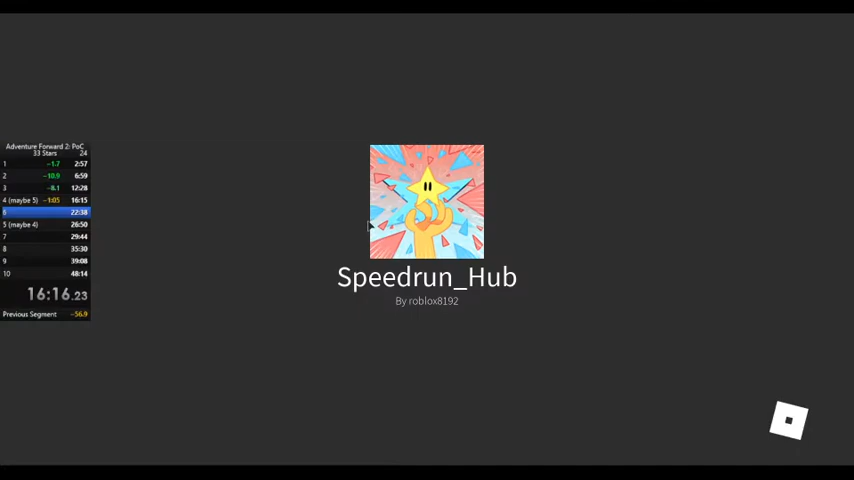 Adventure Forward 2: PoC
33 Stars 24
1 −1.7 2:57
2 −10.9 6:59
3 −8.1 12:28
4 (maybe 5) −1:05 16:15
6 22:38
5 (maybe 4) 26:50
7 29:44
8 35:30
9 39:08
10 48:14
16:16.23
Previous Segment −56.9
Speedrun_Hub
By roblox8192